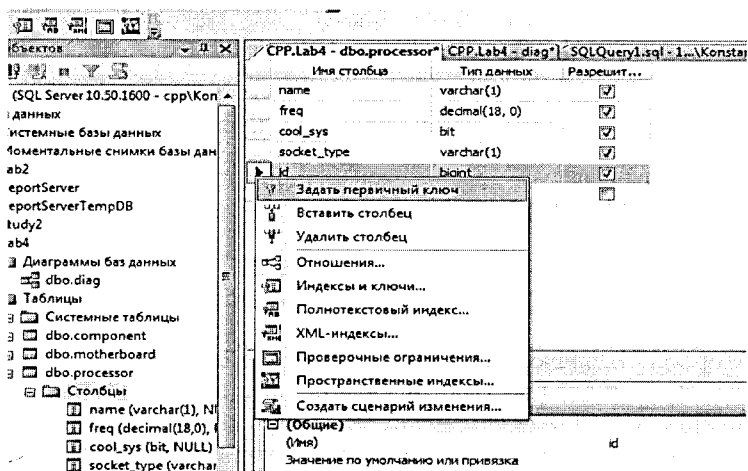 бъектов
CPP.Lab4 - dbo.processor* CPP.Lab4 - diag* SQLQuery1.sql - 1...\Konstan
Имя столбца Тип данных Разрешит...
(SQL Server 10.50.1600 - cpp\Kon
данных
истемные базы данных
Моментальные снимки базы дан
ab2
eportServer
eportServerTempDB
tudy2
ab4
Диаграммы баз данных
dbo.diag
Таблицы
Системные таблицы
dbo.component
dbo.motherboard
dbo.processor
Столбцы
name (varchar(1), N
freq (decimal(18,0),
cool_sys (bit, NULL)
socket_type (varchar
name varchar(1)
freq decimal(18, 0)
cool_sys bit
socket_type varchar(1)
id bigint
Задать первичный ключ
Вставить столбец
Удалить столбец
Отношения...
Индексы и ключи...
Полнотекстовый индекс...
XML-индексы...
Проверочные ограничения...
Пространственные индексы...
Создать сценарий изменения...
(Общие)
(Имя) id
Значение по умолчанию или привязка